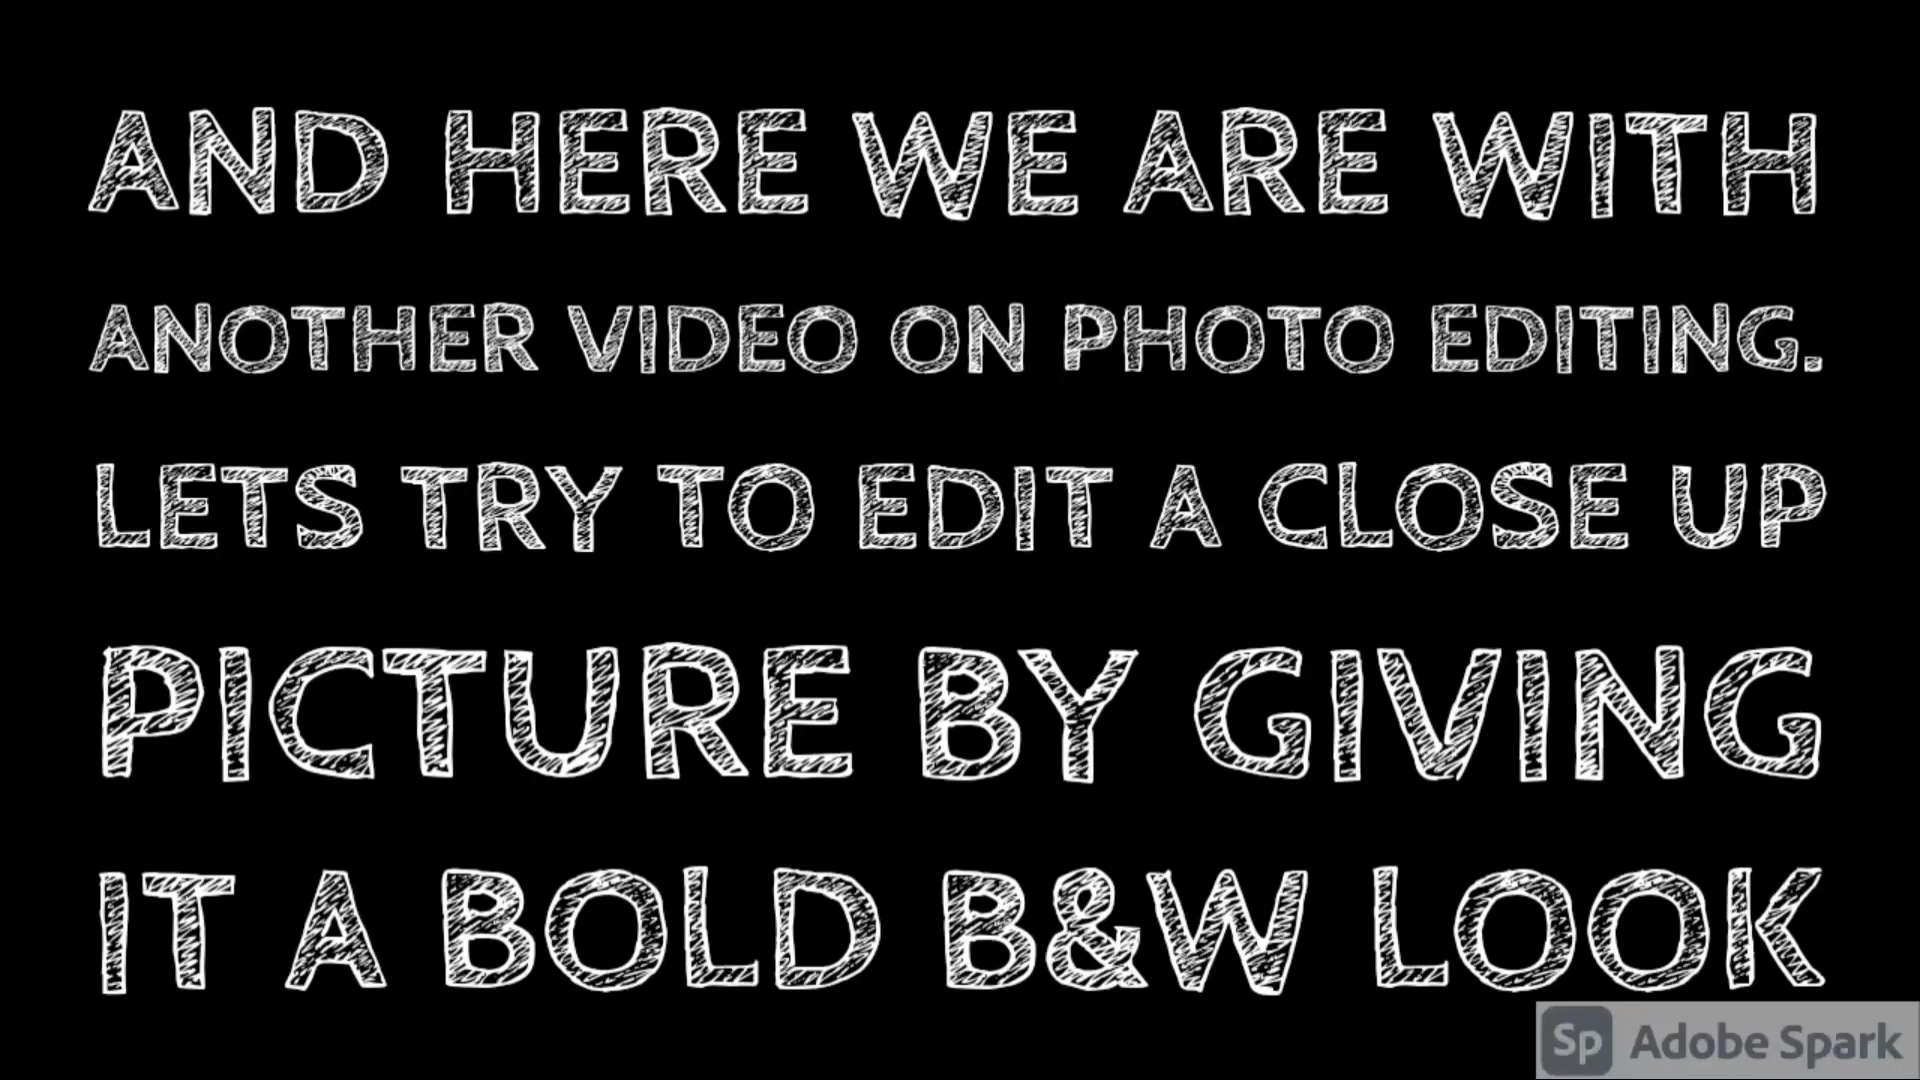 AND HERE WE ARE WITH
ANOTHER VIDEO ON PHOTO EDITING.
LETS TRY TO EDIT A CLOSE UP
PICTURE BY GIVING
IT A BOLD B&W LOOK
Sp Adobe Spark